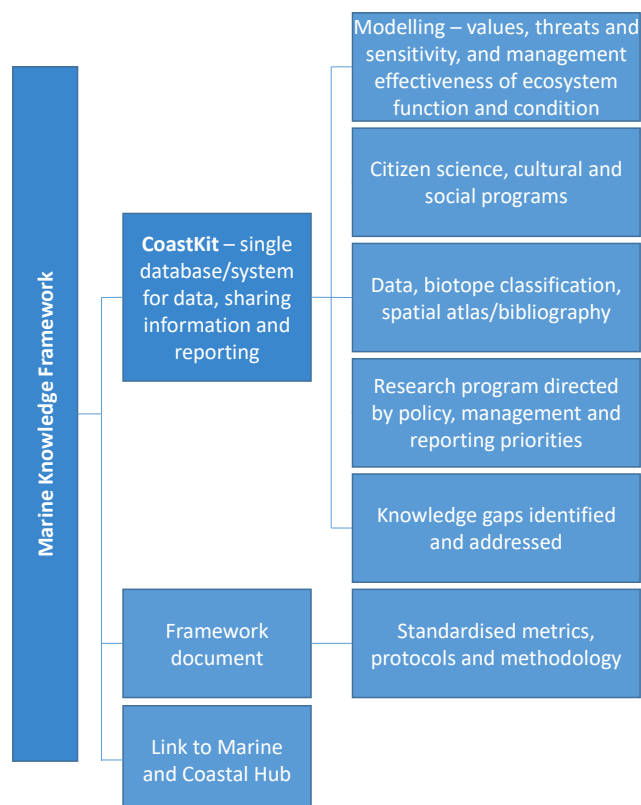 Marine Knowledge Framework
CoastKit – single
database/system
for data, sharing
information and
reporting
Modelling – values, threats and
sensitivity, and management
effectiveness of ecosystem
function and condition
Citizen science, cultural and
social programs
Data, biotope classification,
spatial atlas/bibliography
Research program directed
by policy, management and
reporting priorities
Knowledge gaps identified
and addressed
Framework
document
Standardised metrics,
protocols and methodology
Link to Marine
and Coastal Hub